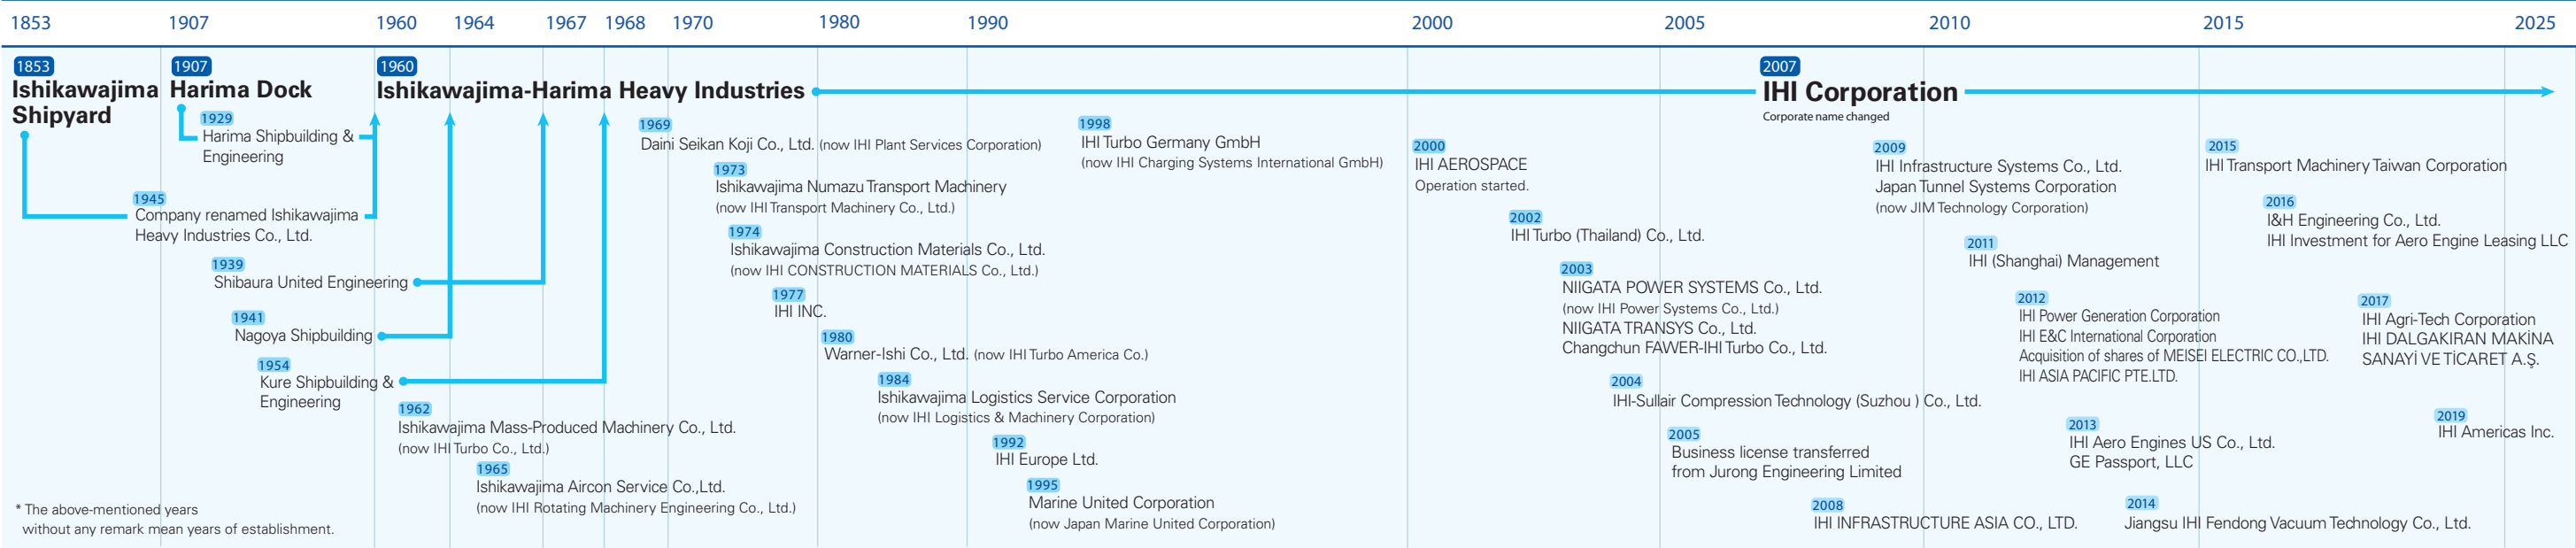 1853 1907 1960 1964 1967 1968 1970 1980 1990 2000 2005 2010 2015 2025
1853
Ishikawajima
Shipyard
1907
Harima Dock
1929
Harima Shipbuilding &
Engineering
1945
Company renamed Ishikawajima
Heavy Industries Co., Ltd.
1939
Shibaura United Engineering
1941
Nagoya Shipbuilding
1954
Kure Shipbuilding &
Engineering
1960
Ishikawajima-Harima Heavy Industries
1962
Ishikawajima Mass-Produced Machinery Co., Ltd.
(now IHI Turbo Co., Ltd.)
1965
Ishikawajima Aircon Service Co.,Ltd.
(now IHI Rotating Machinery Engineering Co., Ltd.)
1969
Daini Seikan Koji Co., Ltd. (now IHI Plant Services Corporation)
1973
Ishikawajima Numazu Transport Machinery
(now IHI Transport Machinery Co., Ltd.)
1974
Ishikawajima Construction Materials Co., Ltd.
(now IHI CONSTRUCTION MATERIALS Co., Ltd.)
1977
IHI INC.
1980
Warner-Ishi Co., Ltd. (now IHI Turbo America Co.)
1984
Ishikawajima Logistics Service Corporation
(now IHI Logistics & Machinery Corporation)
1992
IHI Europe Ltd.
1995
Marine United Corporation
(now Japan Marine United Corporation)
1998
IHI Turbo Germany GmbH
(now IHI Charging Systems International GmbH)
2000
IHI AEROSPACE
Operation started.
2002
IHI Turbo (Thailand) Co., Ltd.
2003
NIIGATA POWER SYSTEMS Co., Ltd.
(now IHI Power Systems Co., Ltd.)
NIIGATA TRANSYS Co., Ltd.
Changchun FAWER-IHI Turbo Co., Ltd.
2004
IHI-Sullair Compression Technology (Suzhou ) Co., Ltd.
2005
Business license transferred
from Jurong Engineering Limited
2007
IHI Corporation
Corporate name changed
2008
IHI INFRASTRUCTURE ASIA CO., LTD.
2009
IHI Infrastructure Systems Co., Ltd.
Japan Tunnel Systems Corporation
(now JIM Technology Corporation)
2011
IHI (Shanghai) Management
2012
IHI Power Generation Corporation
IHI E&C International Corporation
Acquisition of shares of MEISEI ELECTRIC CO.,LTD.
IHI ASIA PACIFIC PTE.LTD.
2013
IHI Aero Engines US Co., Ltd.
GE Passport, LLC
2014
Jiangsu IHI Fendong Vacuum Technology Co., Ltd.
2015
IHI Transport Machinery Taiwan Corporation
2016
I&H Engineering Co., Ltd.
IHI Investment for Aero Engine Leasing LLC
2017
IHI Agri-Tech Corporation
IHI DALGAKIRAN MAKİNA
SANAYİ VE TİCARET A.Ş.
2019
IHI Americas Inc.
* The above-mentioned years
without any remark mean years of establishment.